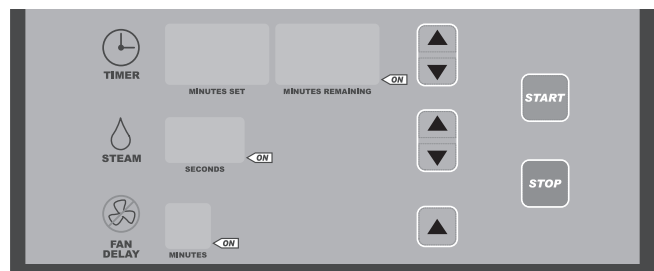 TIMER
MINUTES SET
MINUTES REMAINING
ON
START
STEAM
SECONDS
ON
STOP
FAN
DELAY
MINUTES
ON